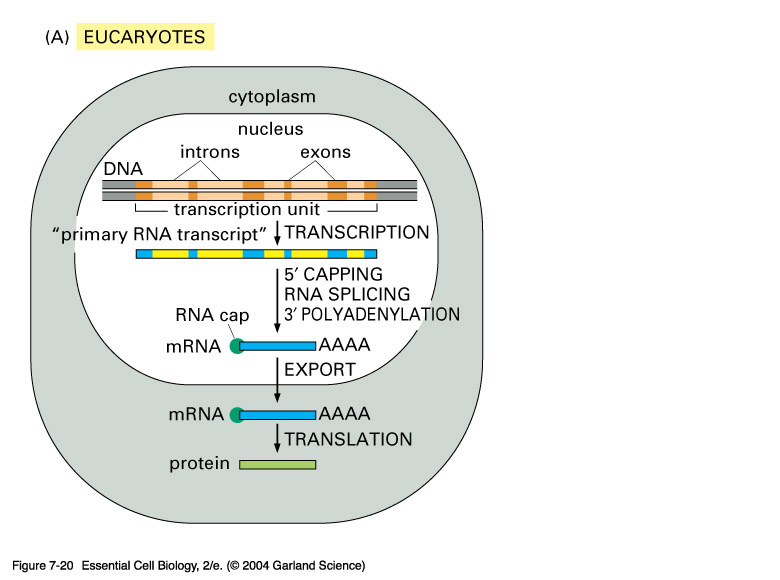 (A) EUCARYOTES
cytoplasm
nucleus
introns exons
DNA
transcription unit
“primary RNA transcript” TRANSCRIPTION
5′ CAPPING
RNA SPLICING
RNA cap 3′ POLYADENYLATION
mRNA AAAA
EXPORT
mRNA AAAA
TRANSLATION
protein
Figure 7-20 Essential Cell Biology, 2/e. (© 2004 Garland Science)